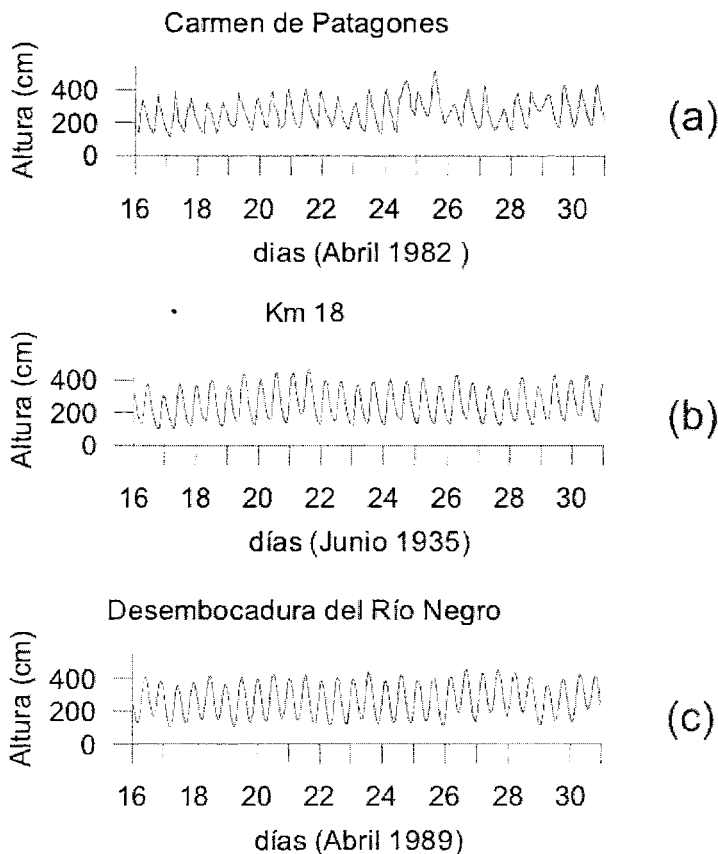 Carmen de Patagones
Altura (cm)
400
200
0
16 18 20 22 24 26 28 30
dias (Abril 1982 )
(a)
Km 18
Altura (cm)
400
200
0
16 18 20 22 24 26 28 30
días (Junio 1935)
(b)
Desembocadura del Río Negro
Altura (cm)
400
200
0
16 18 20 22 24 26 28 30
días (Abril 1989)
(c)